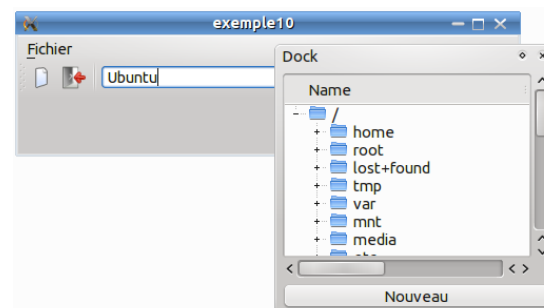 exemple10
Fichier
Ubuntu
Dock
Name
/
home
root
lost+found
tmp
var
mnt
media
Nouveau